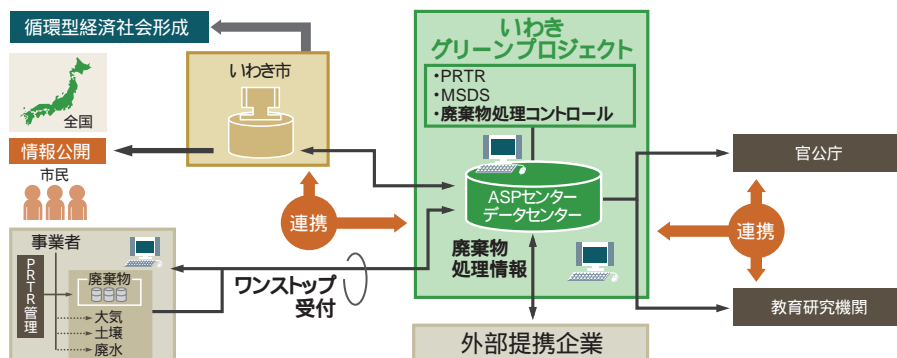 循環型経済社会形成
全国
情報公開
市民
いわき市
いわき
グリーンプロジェクト
・PRTR
・MSDS
・廃棄物処理コントロール
ASPセンター
データセンター
廃棄物
処理情報
連携
連携
官公庁
教育研究機関
事業者
PRTR管理
廃棄物
大気
土壌
廃水
ワンストップ
受付
外部提携企業